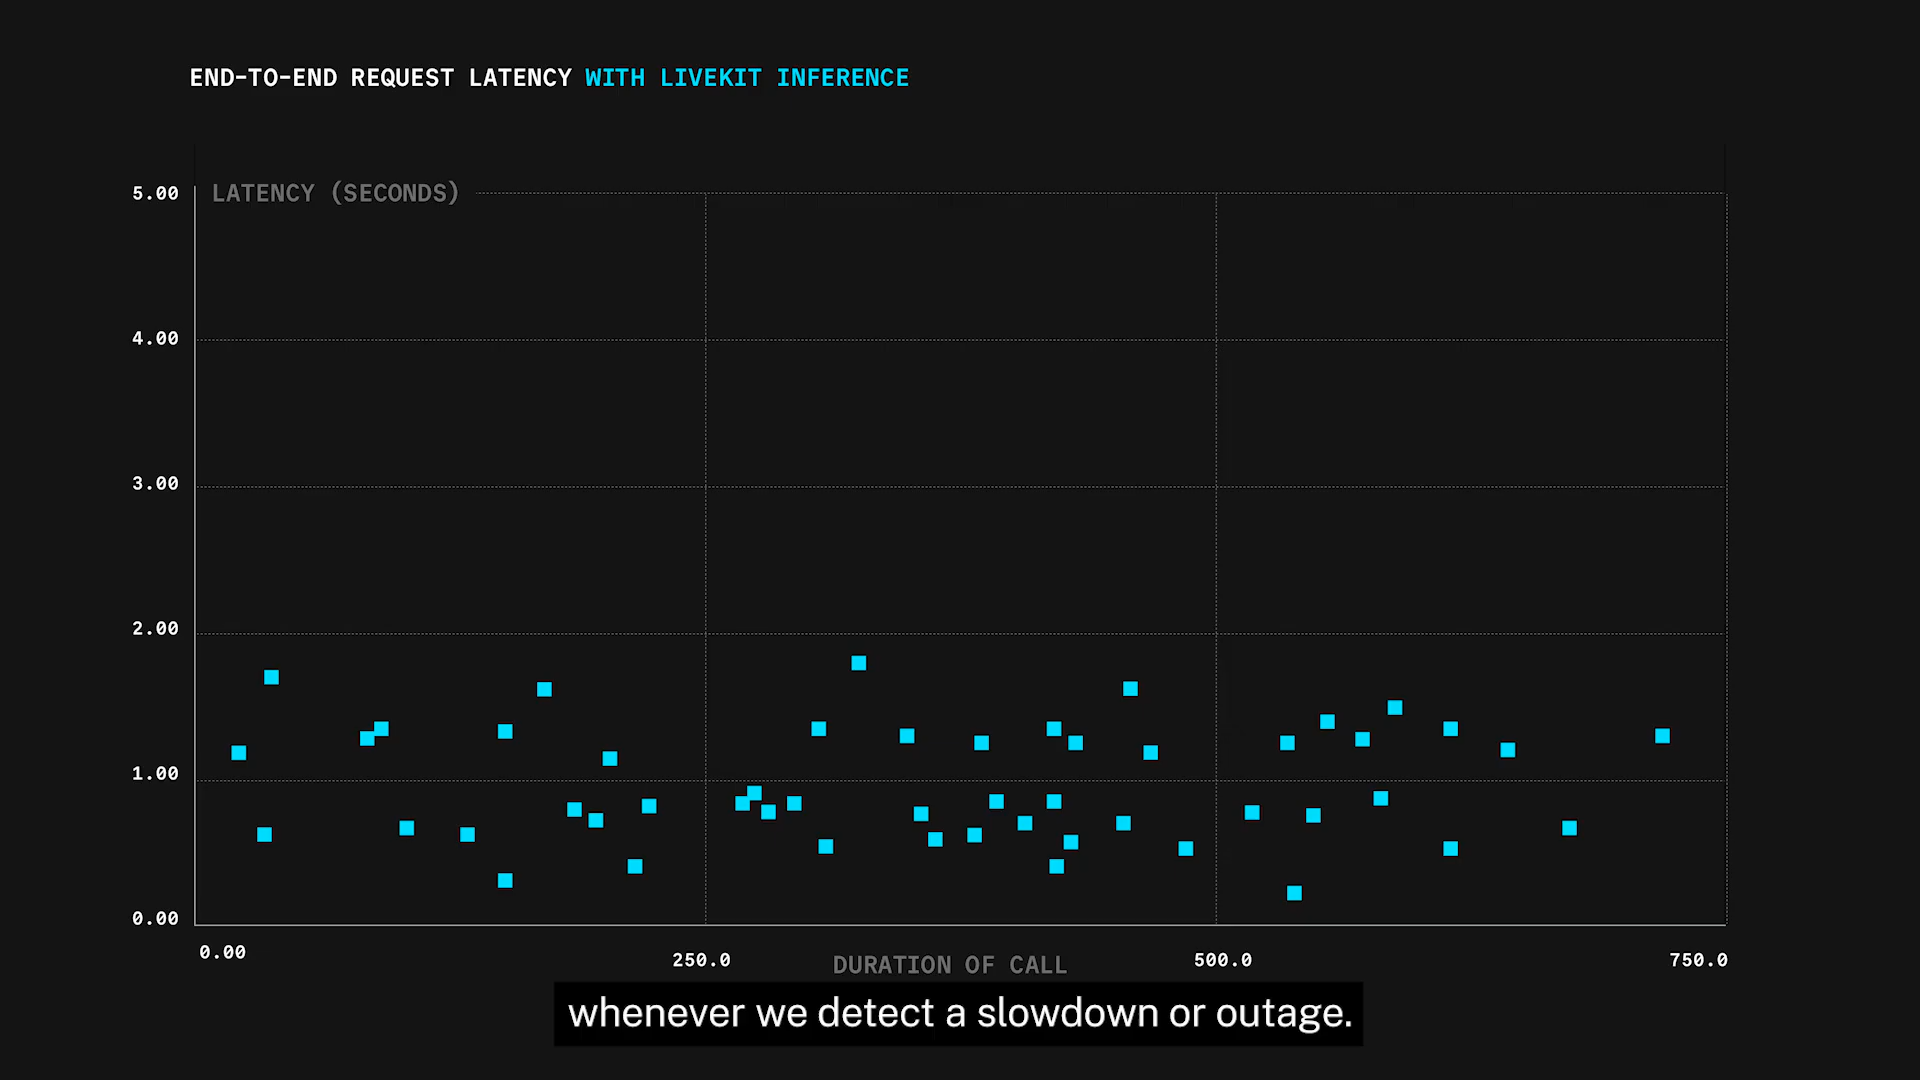 END-TO-END REQUEST LATENCY WITH LIVEKIT INFERENCE
LATENCY (SECONDS)
5.00
4.00
3.00
2.00
1.00
0.00
0.00
250.0
DURATION OF CALL
500.0
750.0
whenever we detect a slowdown or outage.